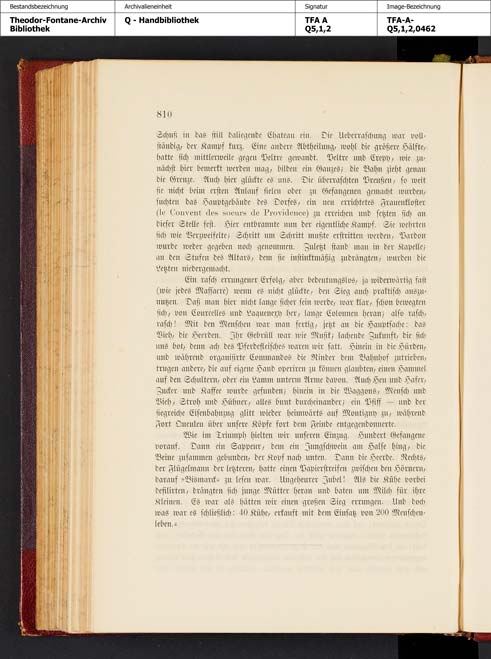 Bestandsbezeichnung
Archivalieneinheit
Signatur
Image-Bezeichnung
Theodor-Fontane-Archiv
Bibliothek
Q - Handbibliothek
TFA A
Q5,1,2
TFA-A-
Q5,1,2,0462
810
Schuß in das still daliegende Chateau ein. Die Ueberraschung war voll-
ständig, der Kampf kurz. Eine andere Abtheilung, wohl die größere Hälfte,
hatte sich mittlerweile gegen Peltre gewandt. Peltre und Crepy, wie zu-
nächst hier bemerkt werden mag, bilden ein Ganzes; die Bahn zieht genau
die Grenze. Auch hier glückte es uns. Die überraschten Preußen, so weit
sie nicht beim ersten Anlauf fielen oder zu Gefangenen gemacht wurden,
suchten das Hauptgebäude des Dorfes, ein neu errichtetes Frauenkloster
(le Convent des soeurs de Providence) zu erreichen und setzten sich an
dieser Stelle fest. Hier entbrannte nun der eigentliche Kampf. Sie wehrten
sich wie Verzweifelte; Schritt um Schritt mußte erstritten werden; Pardon
wurde weder gegeben noch genommen. Zuletzt stand man in der Kapelle;
an den Stufen des Altars, dem sie instinktmäßig zudrängten, wurden die
Letzten niedergemacht.
Ein rasch errungener Erfolg, aber bedeutungslos, ja widerwärtig fast
(wie jedes Massacre) wenn es nicht glückte, den Sieg auch praktisch auszu-
nutzen. Daß man hier nicht lange sicher sein werde, war klar, schon bewegten
sich, von Courcelles und Laquenexy her, lange Colonnen heran; also rasch,
rasch! Mit den Menschen war man fertig, jetzt an die Hauptsache: das
Vieh, die Heerden. Ihr Gebrüll war wie Musik; lachende Zukunft, die sich
uns bot, denn ach des Pferdefleisches waren wir satt. Hinein in die Hürden,
und während organisirte Commandos die Rinder dem Bahnhof zutrieben,
trugen andere, die auf eigene Hand operiren zu können glaubten, einen Hammel
auf den Schultern, oder ein Lamm unterm Arme davon. Auch Heu und Hafer,
Zucker und Kaffee wurde gefunden; hinein in die Waggons; Mensch und
Vieh, Stroh und Hühner, alles bunt durcheinander; ein Pfiff — und der
siegreiche Eisenbahnzug glitt wieder heimwärts auf Montigny zu, während
Fort Queuleu über unsere Köpfe fort dem Feinde entgegendonnerte.
Wie im Triumph hielten wir unseren Einzug. Hundert Gefangene
vorauf. Dann ein Sappeur, dem ein Jungschwein am Halse hing, die
Beine zusammen gebunden, der Kopf nach unten. Dann die Heerde. Rechts,
der Flügelmann der letzteren, hatte einen Papierstreifen zwischen den Hörnern,
darauf »Bismarck« zu lesen war. Ungeheurer Jubel! Als die Kühe vorbei
defilirten, drängten sich junge Mütter heran und baten um Milch für ihre
Kleinen. Es war als hätten wir einen großen Sieg errungen. Und doch
was war es schließlich: 40 Kühe, erkauft mit dem Einsatz von 200 Menschen-
leben.«